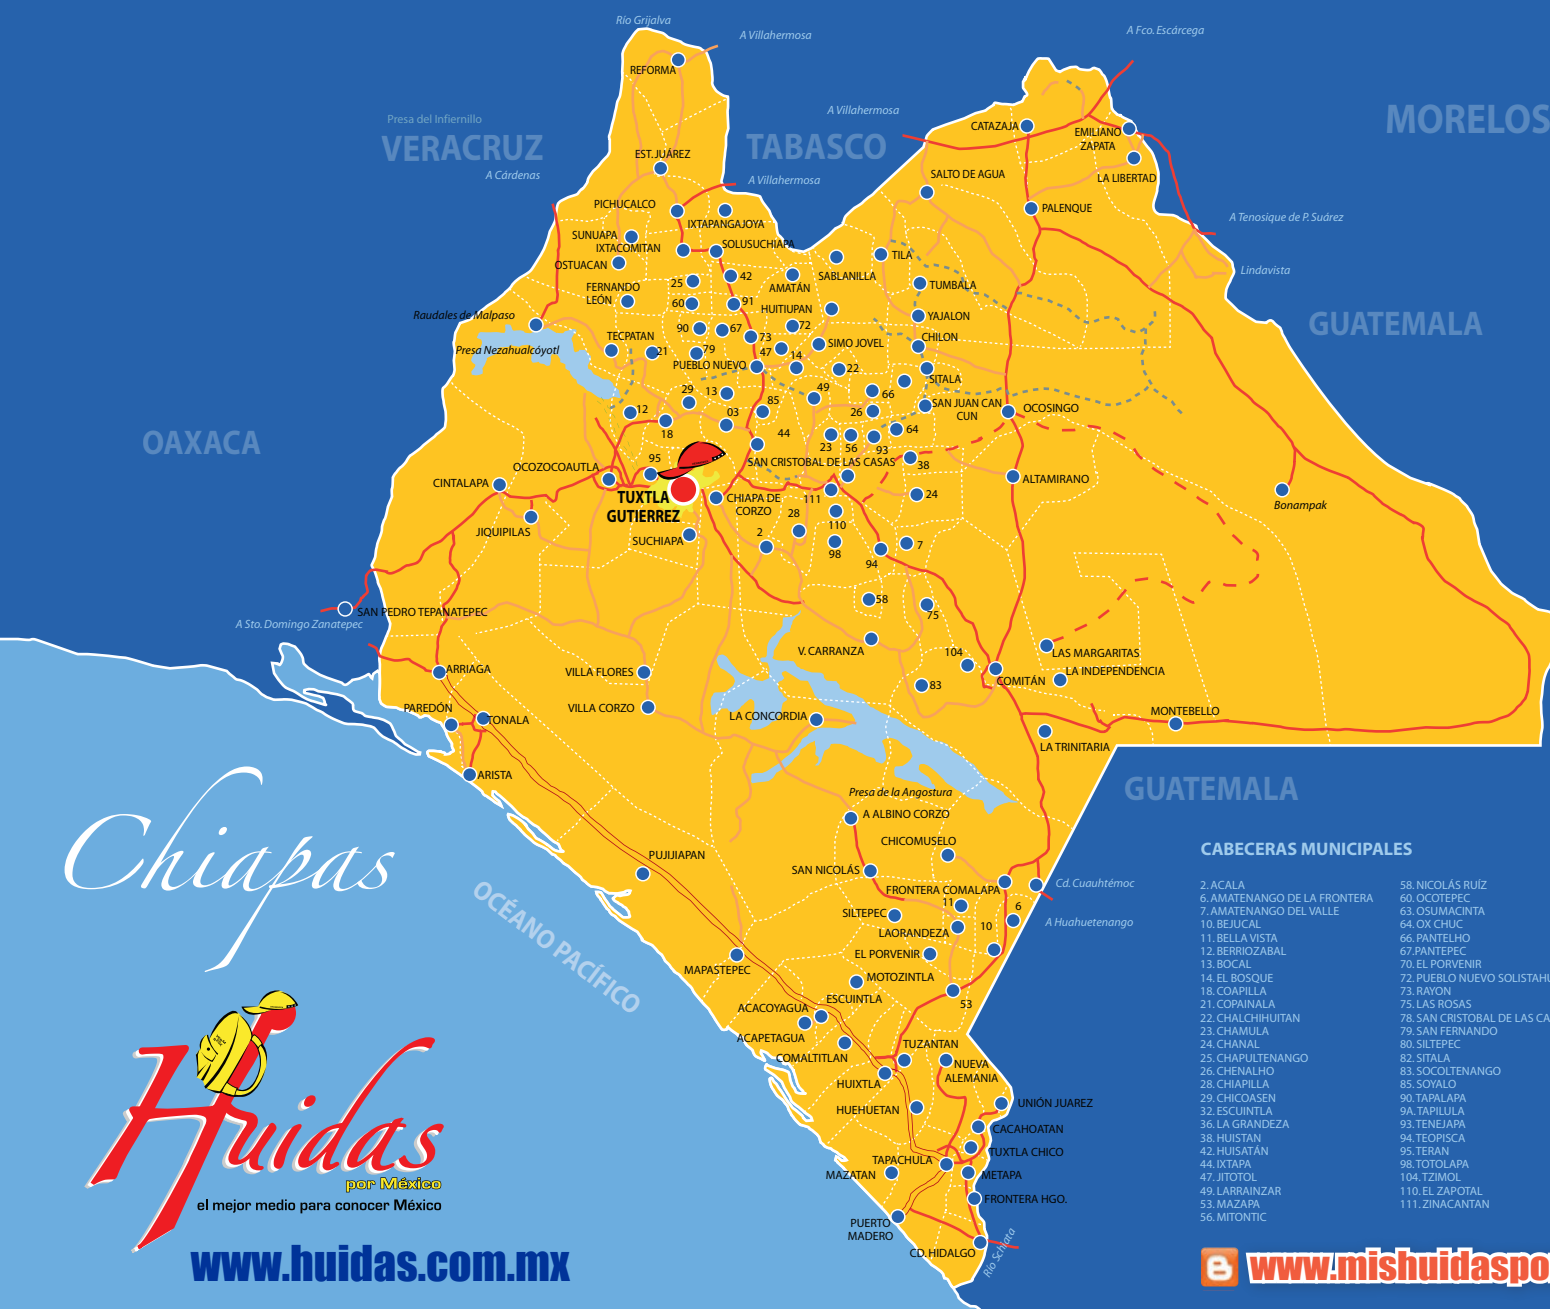 Río Grijalva
A Villahermosa
A Fco. Escárcega
REFORMA
A Villahermosa
Presa del Infiernillo
VERACRUZ
TABASCO
MORELOS
CATAZAJA
EMILIANO
ZAPATA
EST. JUÁREZ
A Cárdenas
A Villahermosa
SALTO DE AGUA
LA LIBERTAD
PICHUCALCO
IXTAPANGAJOYA
PALENQUE
A Tenosique de P. Suárez
SUNUAPA
IXTACOMITAN
SOLUSUCHIAPA
OSTUACAN
TILA
SABLANILLA
Lindavista
FERNANDO
LEÓN
25
42
AMATÁN
TUMBALA
60
91
HUITIUPAN
Raudales de Malpaso
YAJALON
GUATEMALA
TECPATAN
90
67
73
72
SIMO JOVEL
CHILON
Presa Nezahualcóyotl
21
79
47
14
PUEBLO NUEVO
22
SITALA
29
13
49
66
85
12
03
26
SAN JUAN CAN
CUN
OCOSINGO
18
44
23
56
93
64
OAXACA
95
SAN CRISTOBAL DE LAS CASAS
38
OCOZOCOAUTLA
CINTALAPA
ALTAMIRANO
TUXTLA
GUTIERREZ
CHIAPA DE
CORZO
111
24
Bonampak
28
110
JIQUIPILAS
SUCHIAPA
2
98
94
7
58
75
SAN PEDRO TEPANATEPEC
A Sto. Domingo Zanatepec
V. CARRANZA
104
LAS MARGARITAS
ARRIAGA
VILLA FLORES
COMITÁN
LA INDEPENDENCIA
83
PAREDÓN
TONALA
VILLA CORZO
LA CONCORDIA
MONTEBELLO
LA TRINITARIA
ARISTA
GUATEMALA
Presa de la Angostura
A ALBINO CORZO
CHICOMUSELO
Chiapas
PUJIJIAPAN
SAN NICOLÁS
FRONTERA COMALAPA
Cd. Cuauhtémoc
11
6
SILTEPEC
LAORANDEZA
10
A Huahuetenango
OCÉANO PACÍFICO
EL PORVENIR
MAPASTEPEC
MOTOZINTLA
ESCUINTLA
53
ACACOYAGUA
ACAPETAGUA
COMALTITLAN
TUZANTAN
NUEVA
ALEMANIA
HUIXTLA
HUEHUETAN
UNIÓN JUAREZ
CACAHOATAN
TUXTLA CHICO
TAPACHULA
MAZATAN
METAPA
FRONTERA HGO.
PUERTO
MADERO
CD. HIDALGO
Río Schiata
Huidas
por México
el mejor medio para conocer México
www.huidas.com.mx
CABECERAS MUNICIPALES
2. ACALA
6. AMATENANGO DE LA FRONTERA
7. AMATENANGO DEL VALLE
10. BEJUCAL
11. BELLA VISTA
12. BERRIOZABAL
13. BOCAL
14. EL BOSQUE
18. COAPILLA
21. COPAINALA
22. CHALCHIHUITAN
23. CHAMULA
24. CHANAL
25. CHAPULTENANGO
26. CHENALHO
28. CHIAPILLA
29. CHICOASEN
32. ESCUINTLA
36. LA GRANDEZA
38. HUISTAN
42. HUISATÁN
44. IXTAPA
47. JITOTOL
49. LARRAINZAR
53. MAZAPA
56. MITONTIC
58. NICOLÁS RUÍZ
60. OCOTEPEC
63. OSUMACINTA
64. OX CHUC
66. PANTELHO
67. PANTEPEC
70. EL PORVENIR
72. PUEBLO NUEVO SOLISTAHU
73. RAYON
75. LAS ROSAS
78. SAN CRISTOBAL DE LAS CA
79. SAN FERNANDO
80. SILTEPEC
82. SITALA
83. SOCOLTENANGO
85. SOYALO
90. TAPALAPA
9A. TAPILULA
93. TENEJAPA
94. TEOPISCA
95. TERAN
98. TOTOLAPA
104. TZIMOL
110. EL ZAPOTAL
111. ZINACANTAN
www.mishuidaspo